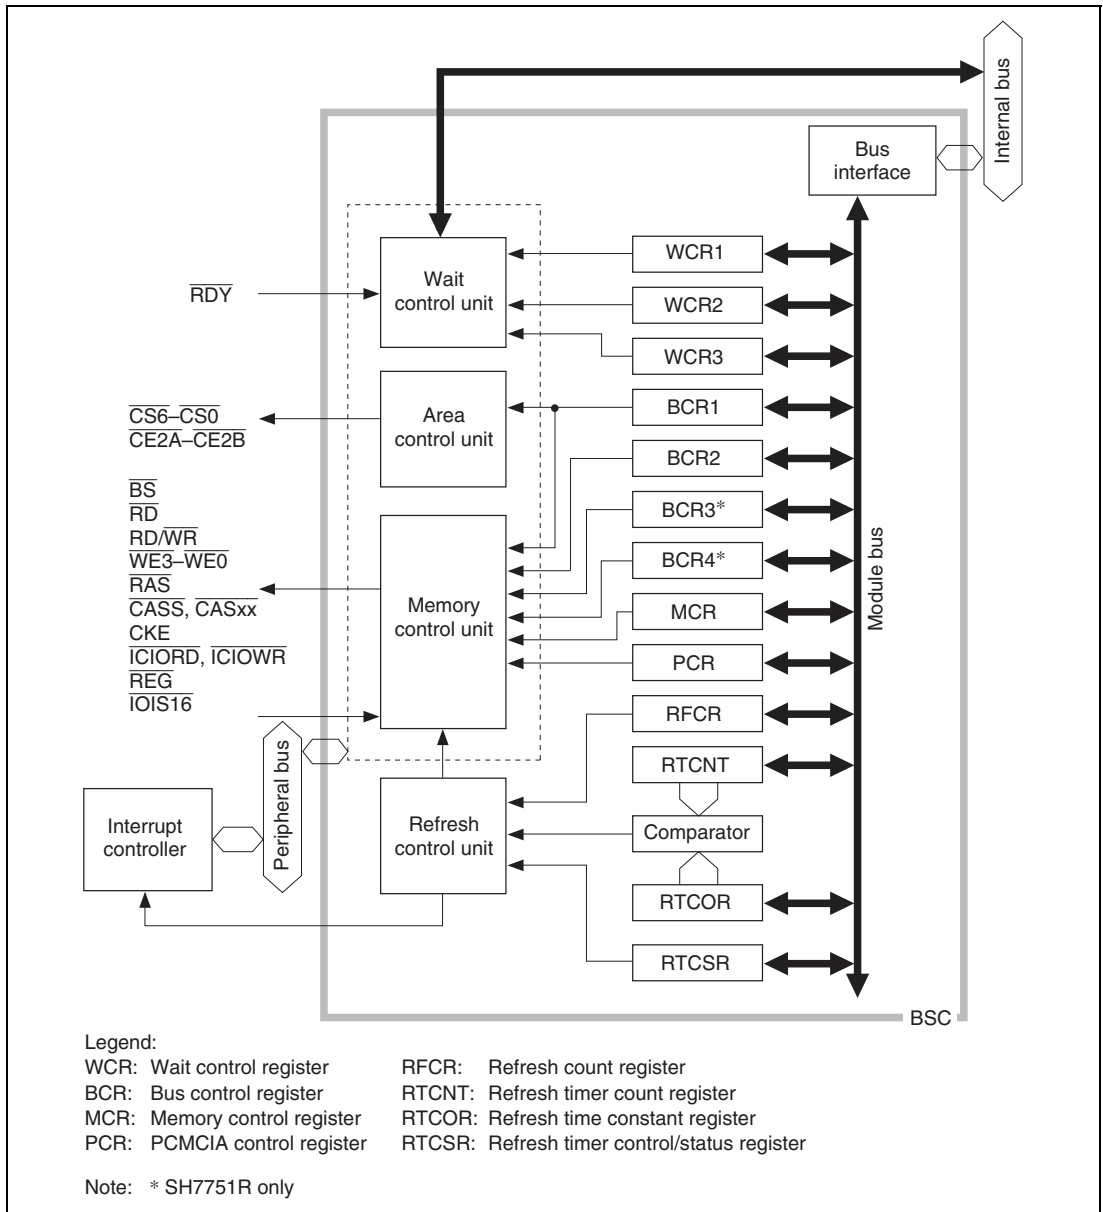 Internal bus
Bus
interface
Wait
control unit
RDY
WCR1
WCR2
WCR3
Area
control unit
CS6–CS0
CE2A–CE2B
BCR1
BCR2
BS
RD
RD/WR
WE3–WE0
RAS
CASS, CASxx
CKE
ICIORD, ICIOWR
REG
IOIS16
Memory
control unit
BCR3*
BCR4*
MCR
PCR
Module bus
RFCR
RTCNT
Comparator
RTCOR
RTCSR
Refresh
control unit
Peripheral bus
Interrupt
controller
BSC
Legend:
WCR: Wait control register
BCR: Bus control register
MCR: Memory control register
PCR: PCMCIA control register
RFCR: Refresh count register
RTCNT: Refresh timer count register
RTCOR: Refresh time constant register
RTCSR: Refresh timer control/status register
Note: * SH7751R only